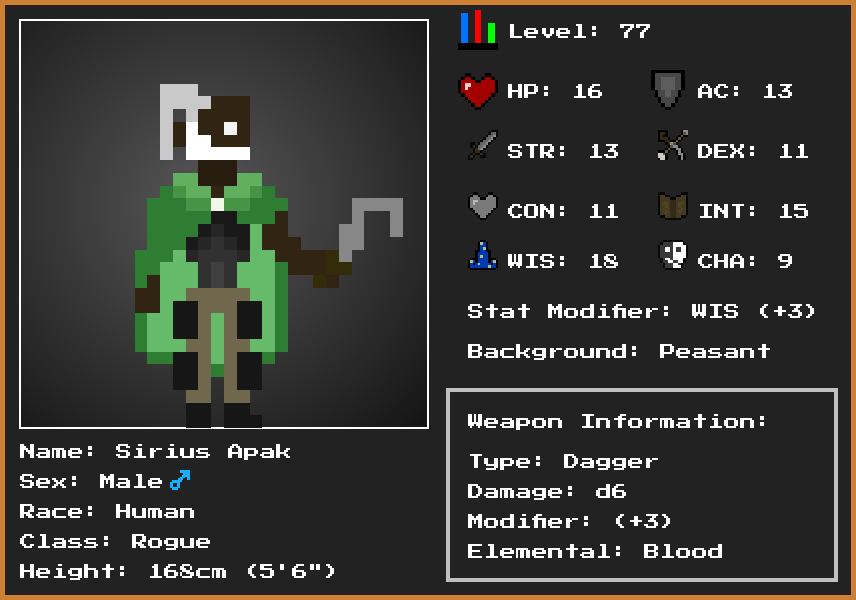 Level: 77
HP: 16
AC: 13
STR: 13
DEX: 11
CON: 11
INT: 15
WIS: 18
CHA: 9
Stat Modifier: WIS (+3)
Background: Peasant
Weapon Information:
Type: Dagger
Damage: d6
Modifier: (+3)
Elemental: Blood
Name: Sirius Apak
Sex: Male♂
Race: Human
Class: Rogue
Height: 168cm (5'6")